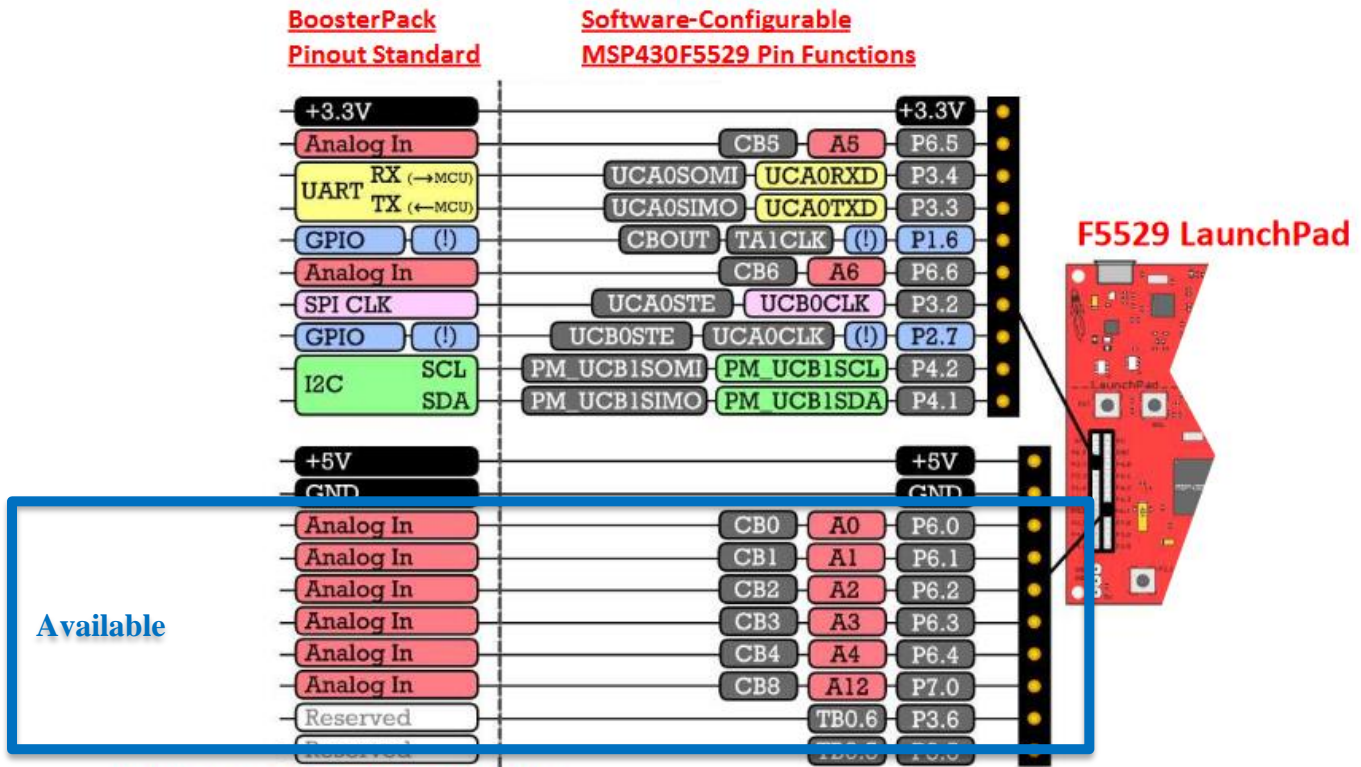 BoosterPack Software-Configurable
Pinout Standard MSP430F5529 Pin Functions
+3.3V +3.3V
Analog In CB5 A5 P6.5
UART RX (→MCU) UCA0SOMI UCA0RXD P3.4
TX (←MCU) UCA0SIMO UCA0TXD P3.3
GPIO (!) CBOUT TA1CLK (!) P1.6
F5529 LaunchPad
Analog In CB6 A6 P6.6
SPI CLK UCA0STE UCB0CLK P3.2
GPIO (!) UCB0STE UCA0CLK (!) P2.7
I2C SCL PM_UCB1SOMI PM_UCB1SCL P4.2
SDA PM_UCB1SIMO PM_UCB1SDA P4.1
LaunchPad
+5V +5V
GND GND
Analog In CB0 A0 P6.0
Analog In CB1 A1 P6.1
Analog In CB2 A2 P6.2
Available
Analog In CB3 A3 P6.3
Analog In CB4 A4 P6.4
Analog In CB8 A12 P7.0
Reserved TB0.6 P3.6
Reserved